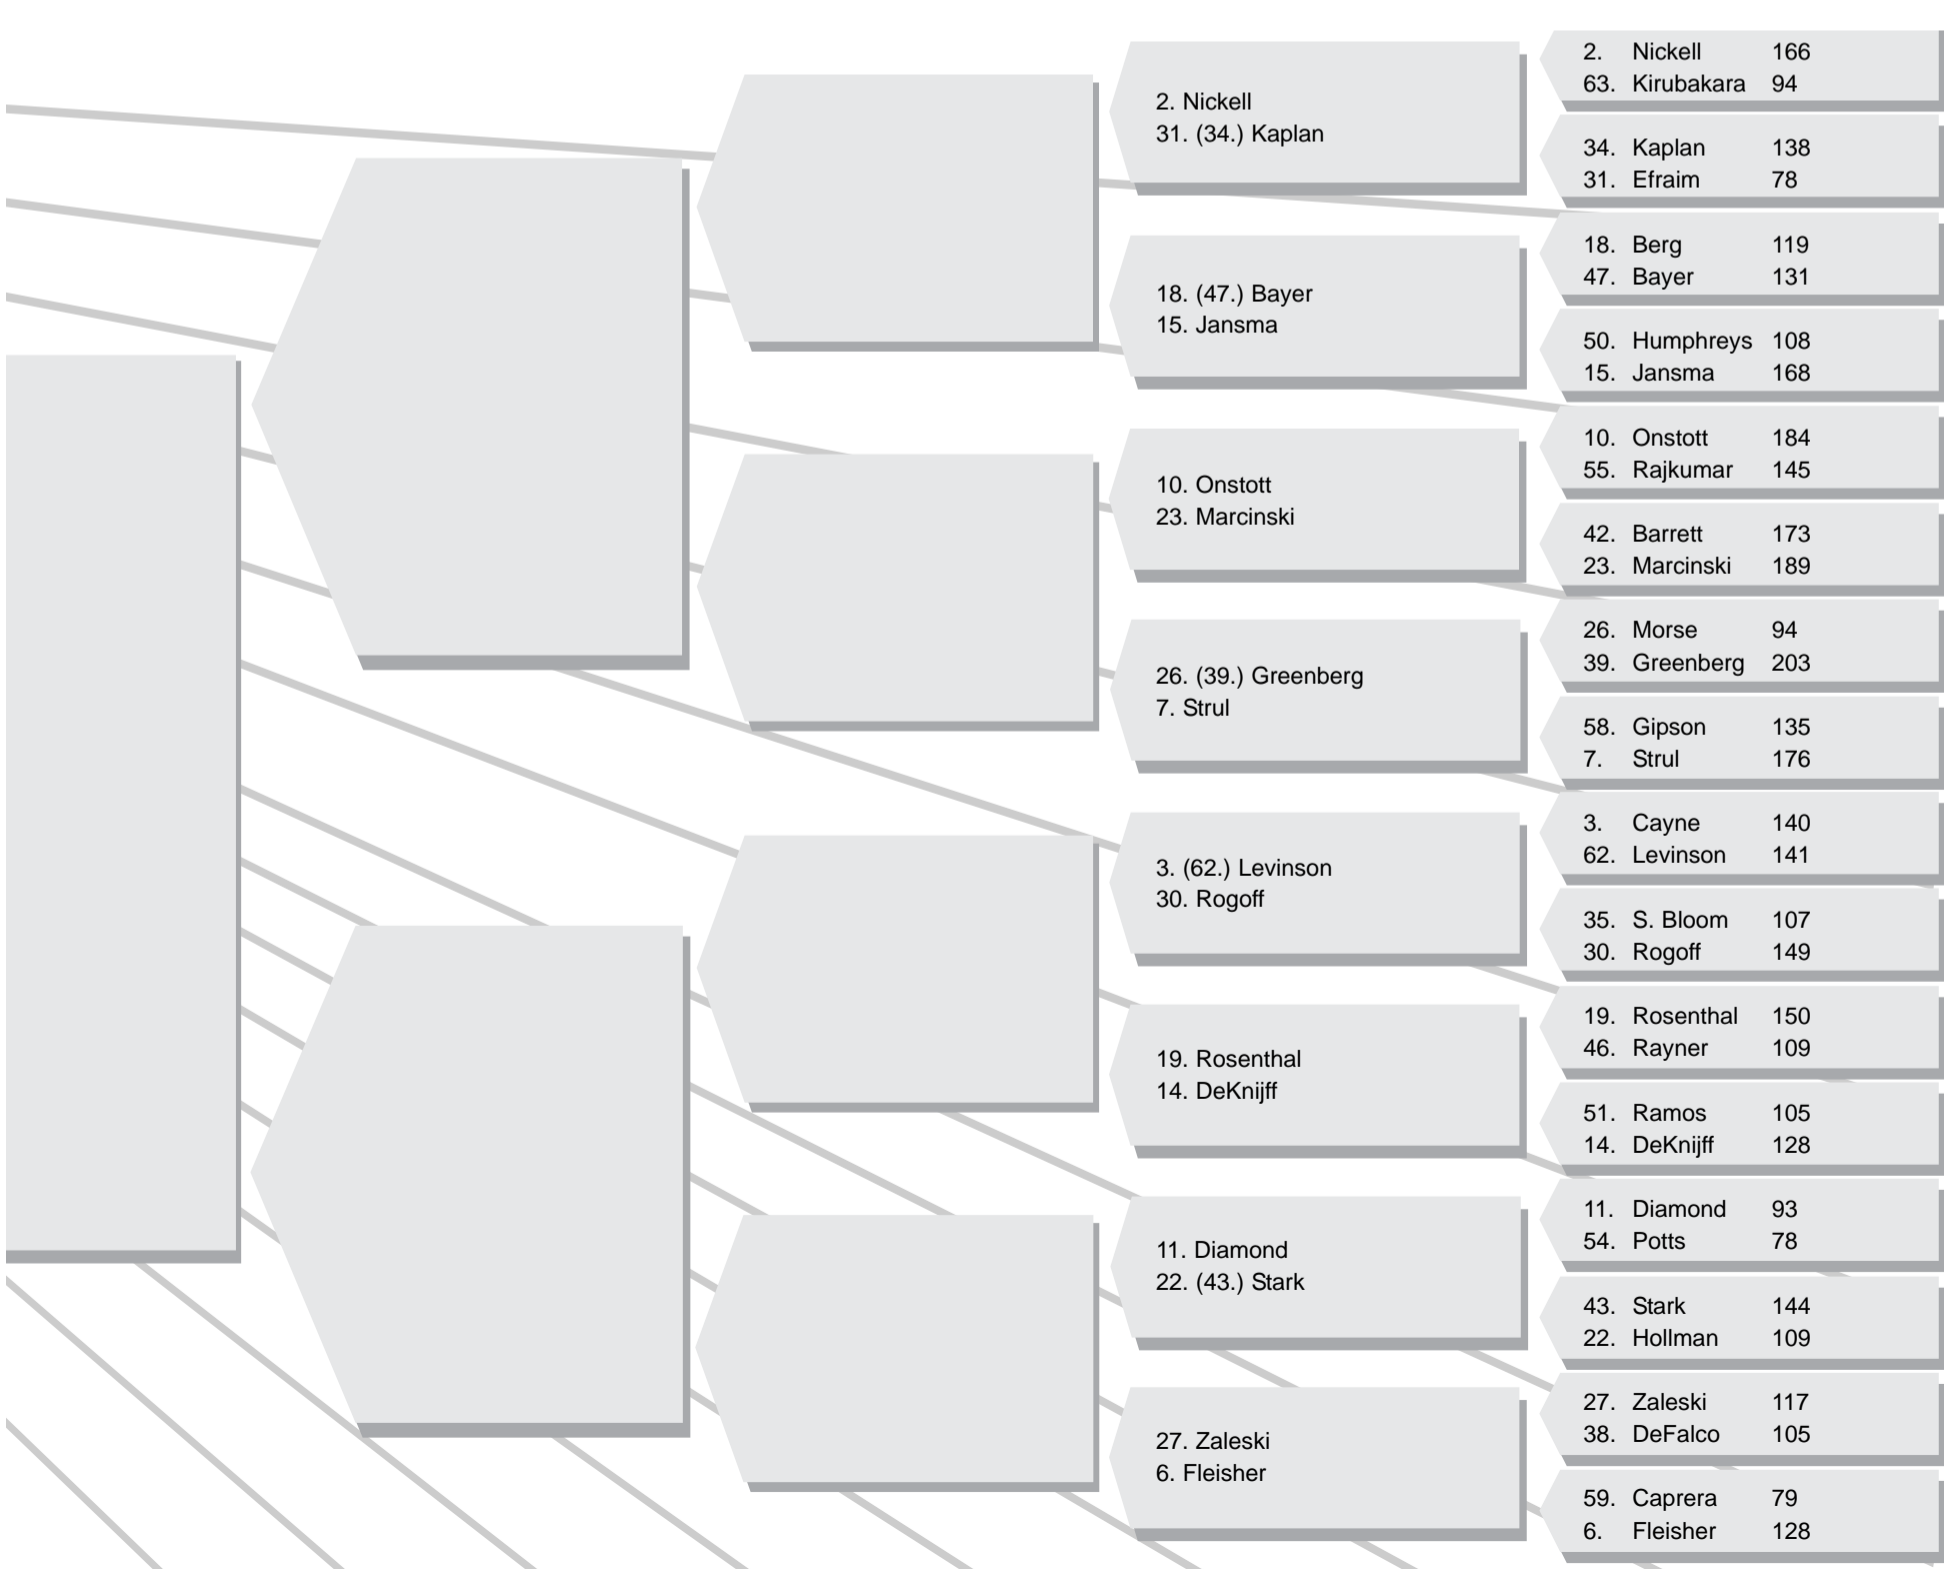 2. Nickell
31. (34.) Kaplan
18. (47.) Bayer
15. Jansma
10. Onstott
23. Marcinski
26. (39.) Greenberg
7. Strul
3. (62.) Levinson
30. Rogoff
19. Rosenthal
14. DeKnijff
11. Diamond
22. (43.) Stark
27. Zaleski
6. Fleisher
2. Nickell 166
63. Kirubakara 94
34. Kaplan 138
31. Efraim 78
18. Berg 119
47. Bayer 131
50. Humphreys 108
15. Jansma 168
10. Onstott 184
55. Rajkumar 145
42. Barrett 173
23. Marcinski 189
26. Morse 94
39. Greenberg 203
58. Gipson 135
7. Strul 176
3. Cayne 140
62. Levinson 141
35. S. Bloom 107
30. Rogoff 149
19. Rosenthal 150
46. Rayner 109
51. Ramos 105
14. DeKnijff 128
11. Diamond 93
54. Potts 78
43. Stark 144
22. Hollman 109
27. Zaleski 117
38. DeFalco 105
59. Caprera 79
6. Fleisher 128